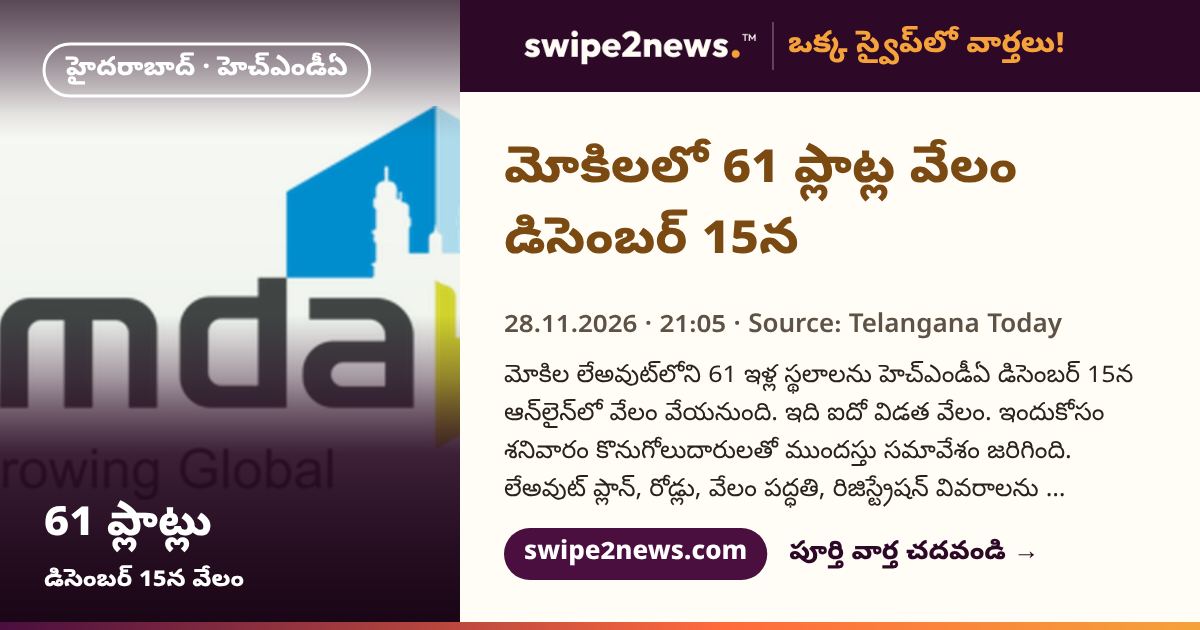 హైదరాబాద్ · హెచ్ఎండీఏ
mda
rowing Global
61 ప్లాట్లు
డిసెంబర్ 15న వేలం
swipe2news.™
ఒక్క స్వైప్‌లో వార్తలు!
మోకిలలో 61 ప్లాట్ల వేలం
డిసెంబర్ 15న
28.11.2026 · 21:05 · Source: Telangana Today
మోకిల లేఅవుట్‌లోని 61 ఇళ్ల స్థలాలను హెచ్ఎండీఏ డిసెంబర్ 15న
ఆన్‌లైన్‌లో వేలం వేయనుంది. ఇది ఐదో విడత వేలం. ఇందుకోసం
శనివారం కొనుగోలుదారులతో ముందస్తు సమావేశం జరిగింది.
లేఅవుట్ ప్లాన్, రోడ్లు, వేలం పద్ధతి, రిజిస్ట్రేషన్ వివరాలను ...
swipe2news.com
పూర్తి వార్త చదవండి →